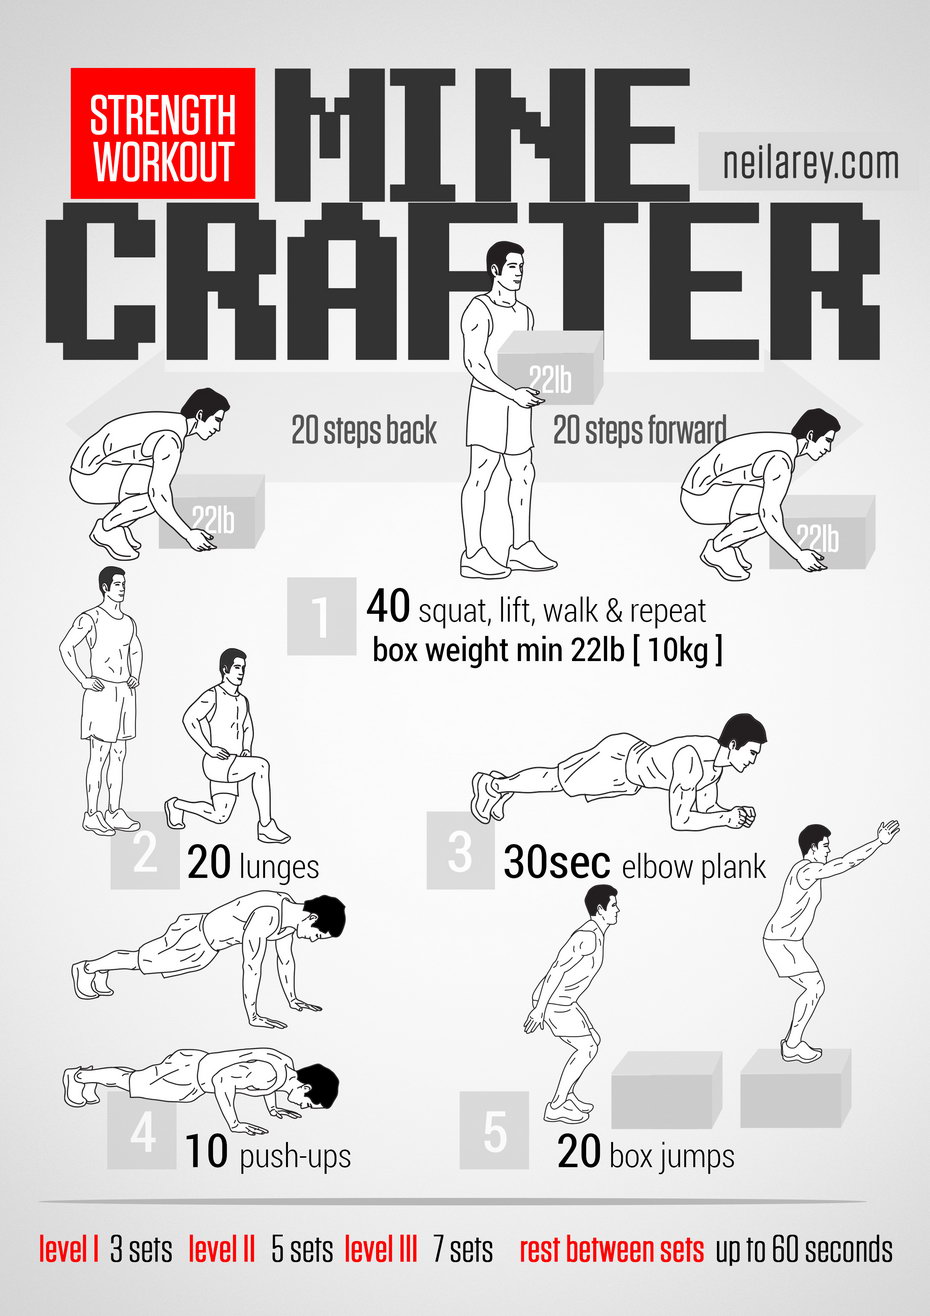 STRENGTH
WORKOUT
MINE
neilarey.com
CRAFTER
22lb
20 steps back
20 steps forward
22lb
22lb
1
40 squat, lift, walk & repeat
box weight min 22lb [ 10kg ]
2
20 lunges
3
30sec elbow plank
4
10 push-ups
5
20 box jumps
level I 3 sets level II 5 sets level III 7 sets rest between sets up to 60 seconds